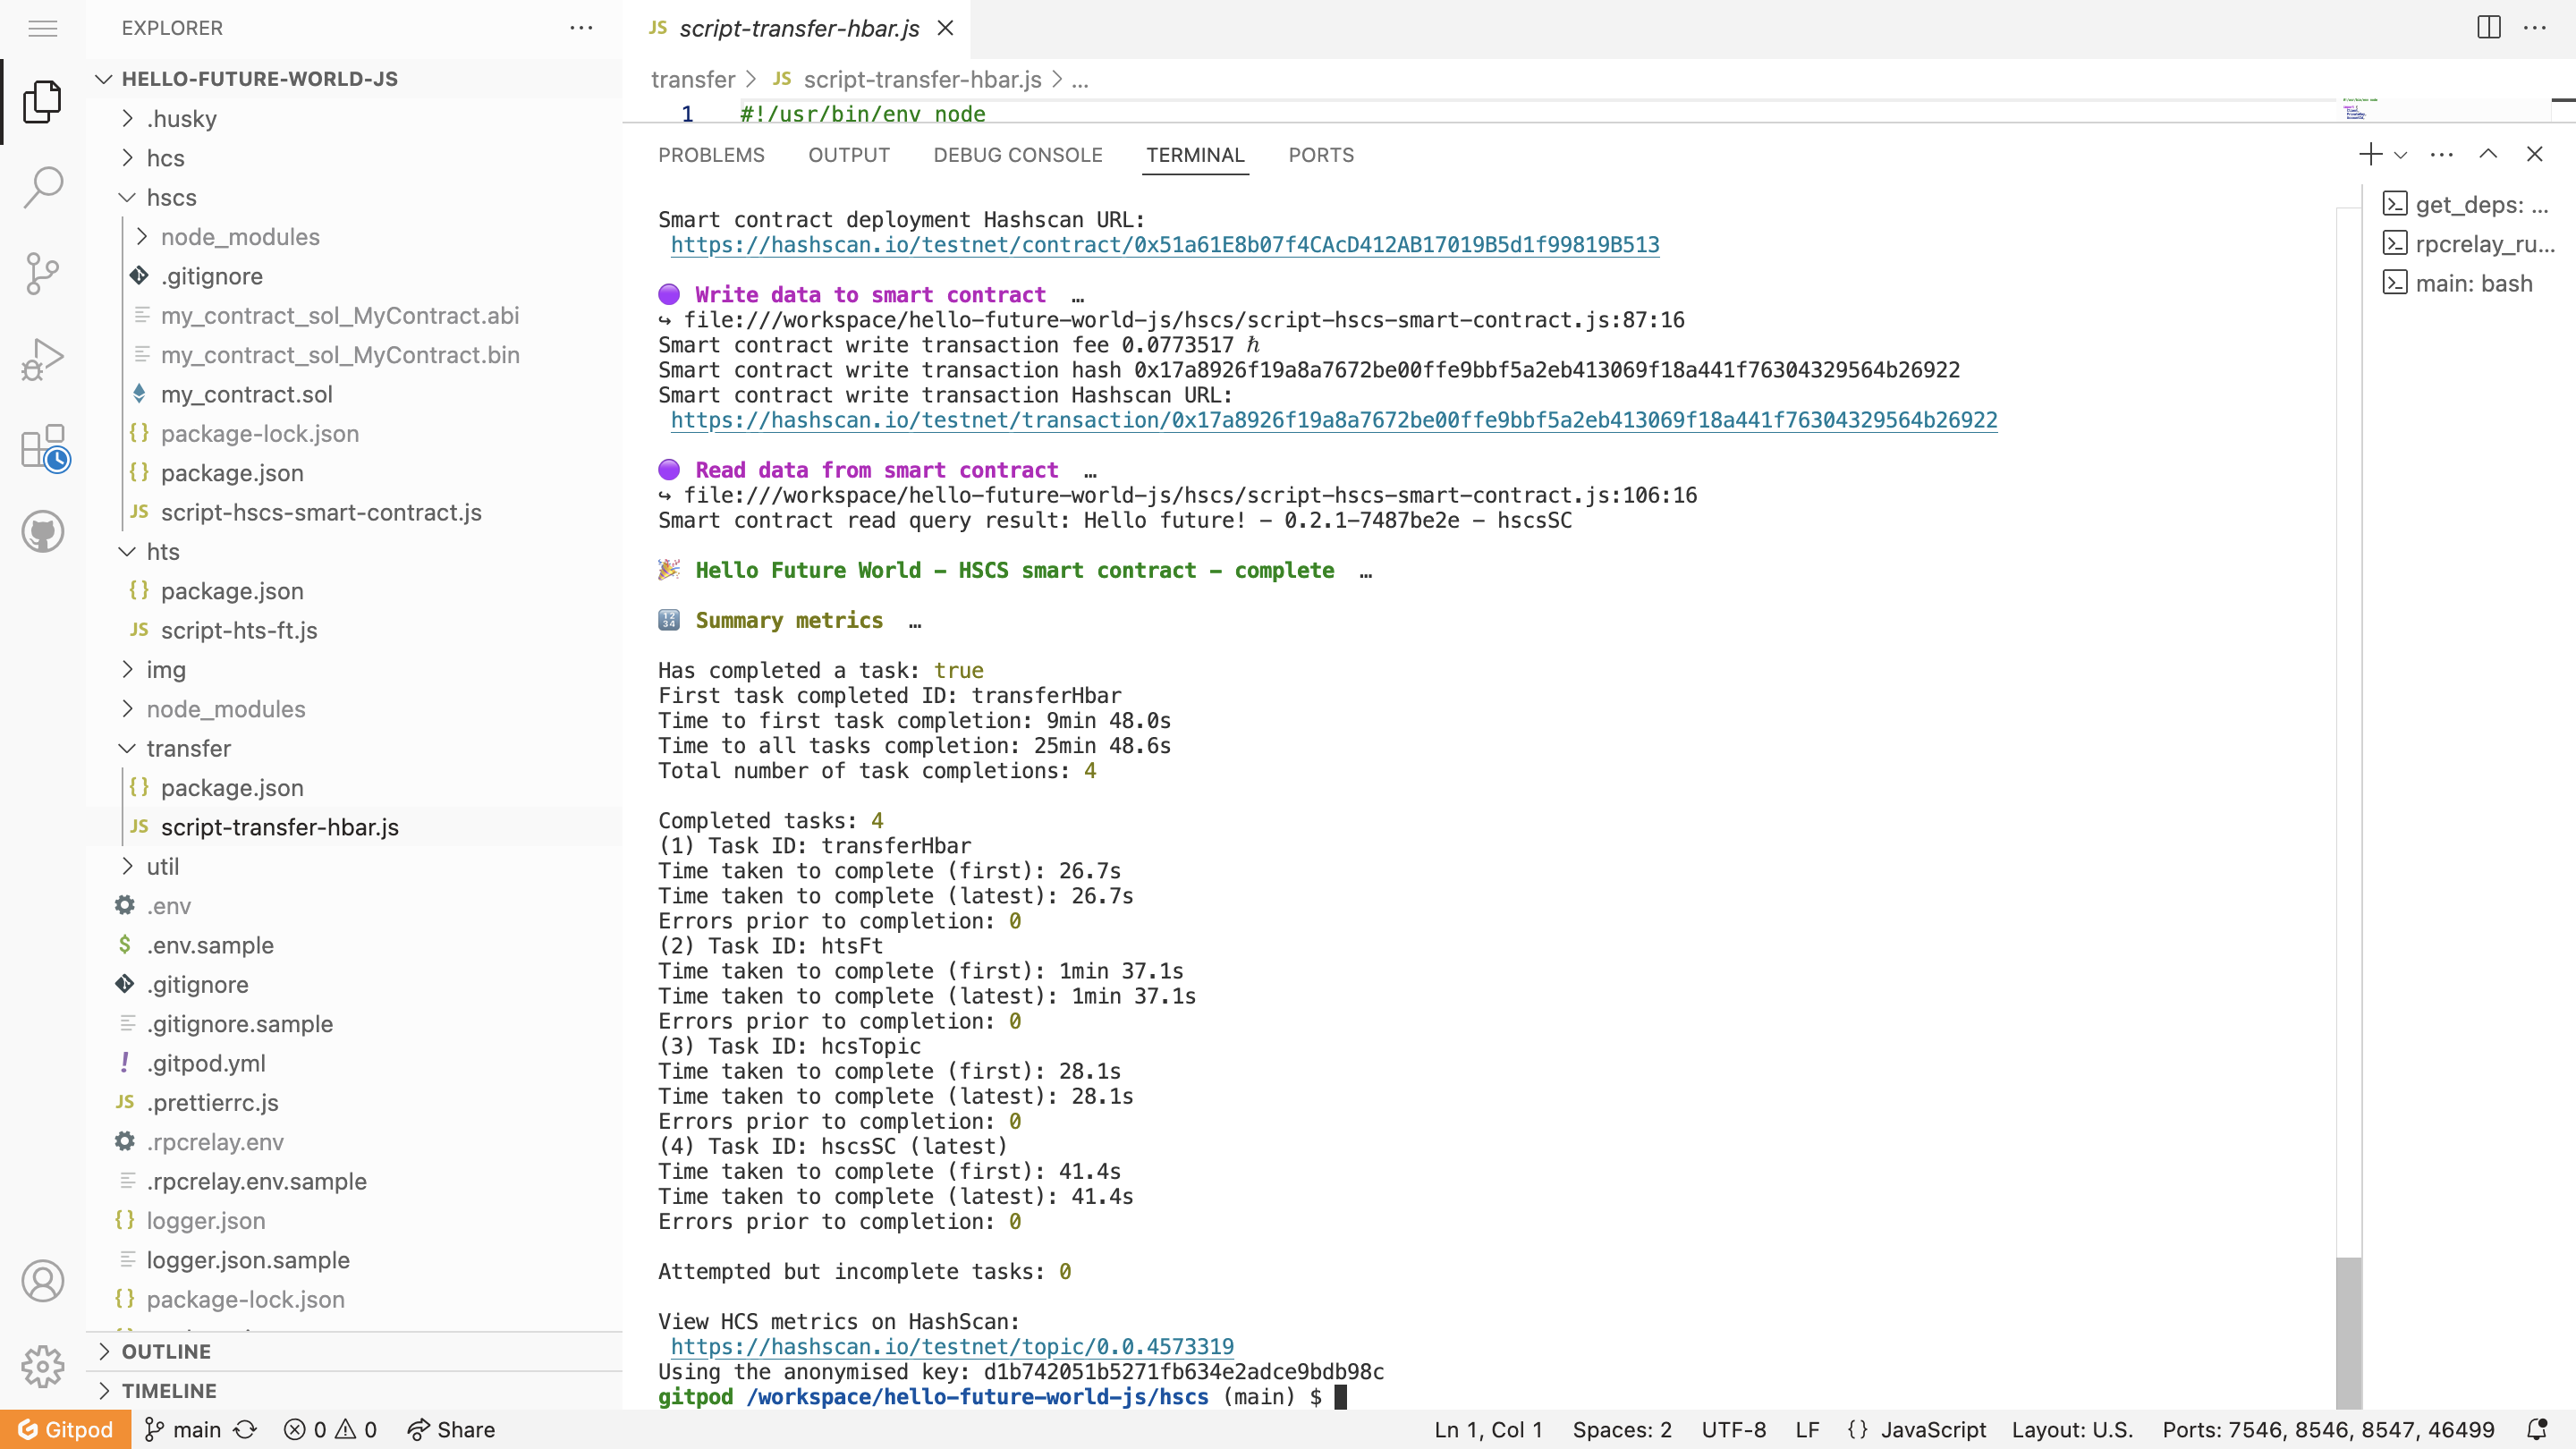 EXPLORER
HELLO-FUTURE-WORLD-JS
.husky
hcs
hscs
node_modules
.gitignore
my_contract_sol_MyContract.abi
my_contract_sol_MyContract.bin
my_contract.sol
package-lock.json
package.json
JS script-hscs-smart-contract.js
hts
package.json
JS script-hts-ft.js
img
node_modules
transfer
package.json
JS script-transfer-hbar.js
util
.env
$ .env.sample
.gitignore
.gitignore.sample
! .gitpod.yml
JS .prettierrc.js
.rpcrelay.env
.rpcrelay.env.sample
logger.json
logger.json.sample
package-lock.json
OUTLINE
TIMELINE
JS script-transfer-hbar.js
transfer > JS script-transfer-hbar.js > ...
1 #!/usr/bin/env node
PROBLEMS OUTPUT DEBUG CONSOLE TERMINAL PORTS
Smart contract deployment Hashscan URL:
https://hashscan.io/testnet/contract/0x51a61E8b07f4CAcD412AB17019B5d1f99819B513
🟣 Write data to smart contract …
↪ file:///workspace/hello-future-world-js/hscs/script-hscs-smart-contract.js:87:16
Smart contract write transaction fee 0.0773517 ℏ
Smart contract write transaction hash 0x17a8926f19a8a7672be00ffe9bbf5a2eb413069f18a441f76304329564b26922
Smart contract write transaction Hashscan URL:
https://hashscan.io/testnet/transaction/0x17a8926f19a8a7672be00ffe9bbf5a2eb413069f18a441f76304329564b26922
🟣 Read data from smart contract …
↪ file:///workspace/hello-future-world-js/hscs/script-hscs-smart-contract.js:106:16
Smart contract read query result: Hello future! - 0.2.1-7487be2e - hscsSC
🎉 Hello Future World - HSCS smart contract - complete …
🔢 Summary metrics …
Has completed a task: true
First task completed ID: transferHbar
Time to first task completion: 9min 48.0s
Time to all tasks completion: 25min 48.6s
Total number of task completions: 4
Completed tasks: 4
(1) Task ID: transferHbar
Time taken to complete (first): 26.7s
Time taken to complete (latest): 26.7s
Errors prior to completion: 0
(2) Task ID: htsFt
Time taken to complete (first): 1min 37.1s
Time taken to complete (latest): 1min 37.1s
Errors prior to completion: 0
(3) Task ID: hcsTopic
Time taken to complete (first): 28.1s
Time taken to complete (latest): 28.1s
Errors prior to completion: 0
(4) Task ID: hscsSC (latest)
Time taken to complete (first): 41.4s
Time taken to complete (latest): 41.4s
Errors prior to completion: 0
Attempted but incomplete tasks: 0
View HCS metrics on HashScan:
https://hashscan.io/testnet/topic/0.0.4573319
Using the anonymised key: d1b742051b5271fb634e2adce9bdb98c
gitpod /workspace/hello-future-world-js/hscs (main) $
get_deps: ...
rpcrelay_ru...
main: bash
Gitpod main 0 0 Share Ln 1, Col 1 Spaces: 2 UTF-8 LF {} JavaScript Layout: U.S. Ports: 7546, 8546, 8547, 46499